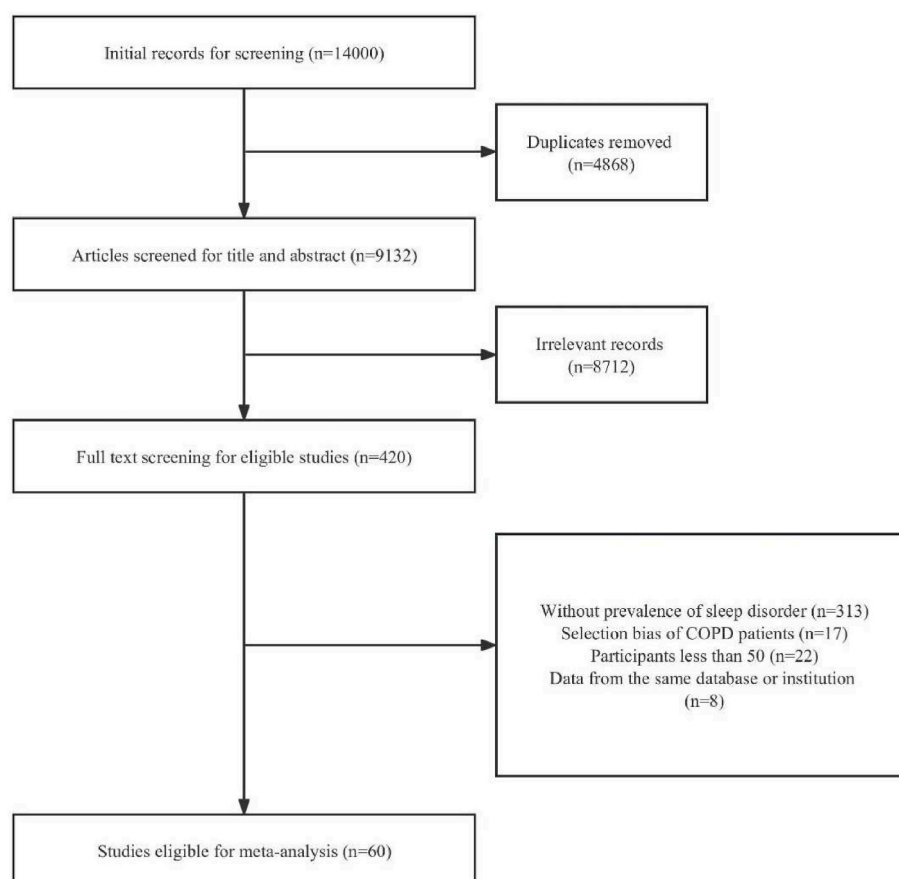 Initial records for screening (n=14000)
Duplicates removed
(n=4868)
Articles screened for title and abstract (n=9132)
Irrelevant records
(n=8712)
Full text screening for eligible studies (n=420)
Without prevalence of sleep disorder (n=313)
Selection bias of COPD patients (n=17)
Participants less than 50 (n=22)
Data from the same database or institution
(n=8)
Studies eligible for meta-analysis (n=60)